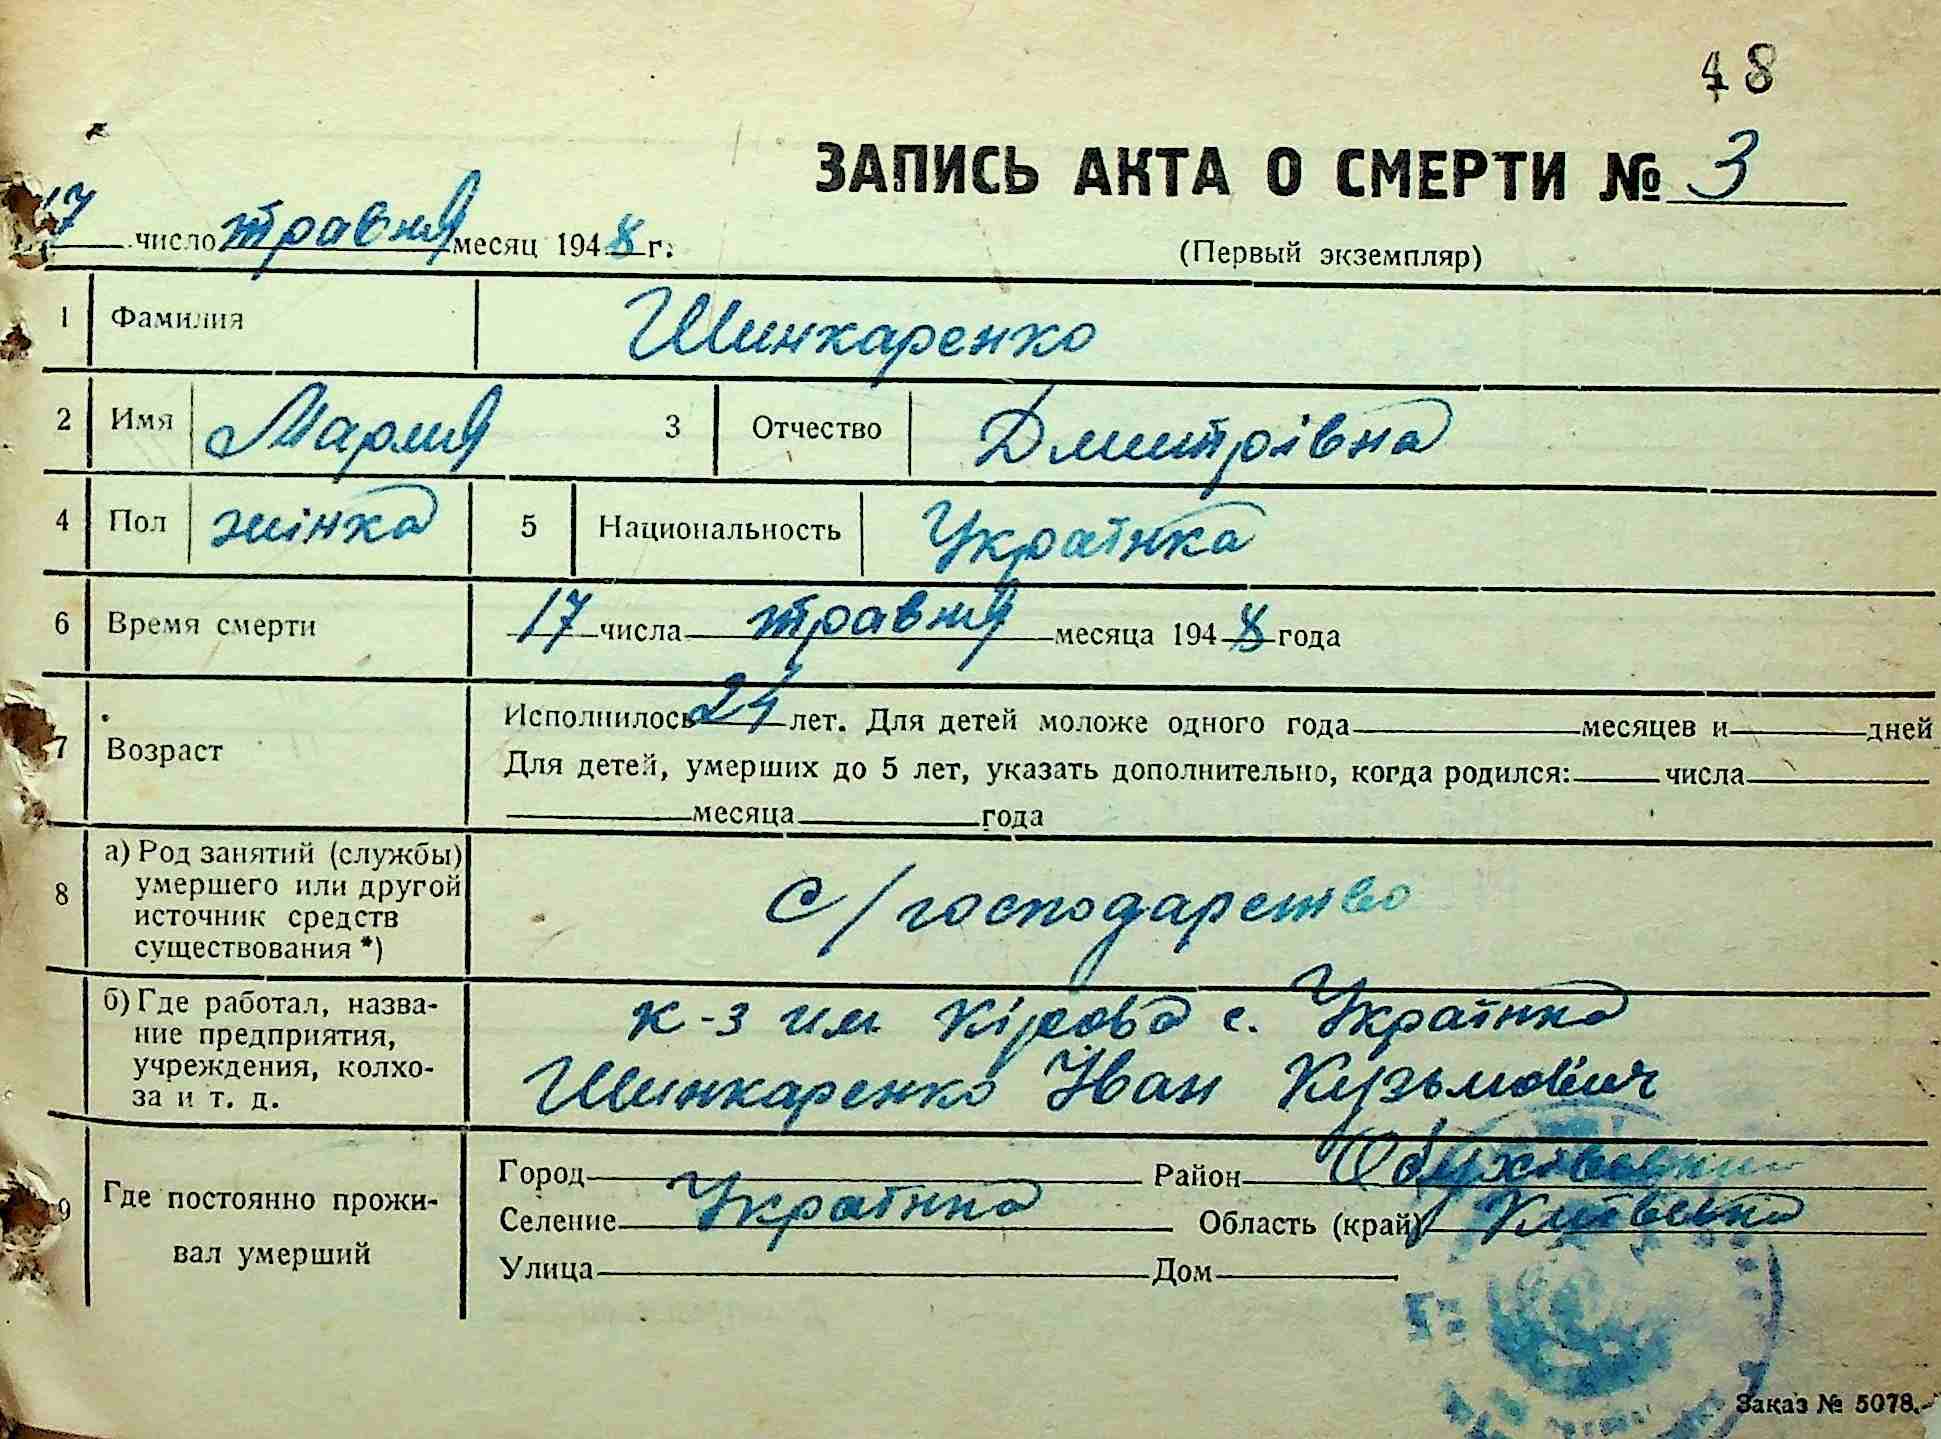 48
ЗАПИСЬ АКТА О СМЕРТИ № 3
17 число травня месяц 1948 г.
(Первый экземпляр)
1 Фамилия Шинкаренко
2 Имя Мария 3 Отчество Дмитрівна
4 Пол жінка 5 Национальность Українка
6 Время смерти 17 числа травня месяца 1948 года
7 Возраст Исполнилось 24 лет. Для детей моложе одного года месяцев и дней
Для детей, умерших до 5 лет, указать дополнительно, когда родился: числа
месяца года
8 а) Род занятий (службы) умершего или другой источник средств существования *) с/господарство
б) Где работал, назва-
ние предприятия,
учреждения, колхо-
за и т. д.
к-з им Кірова с. Українка
Шинкаренко Іван Кузьмович
9 Где постоянно прожи-
вал умерший
Город Район Обуховский
Селение Українка Область (край) Київська
Улица Дом
Заказ № 5078.